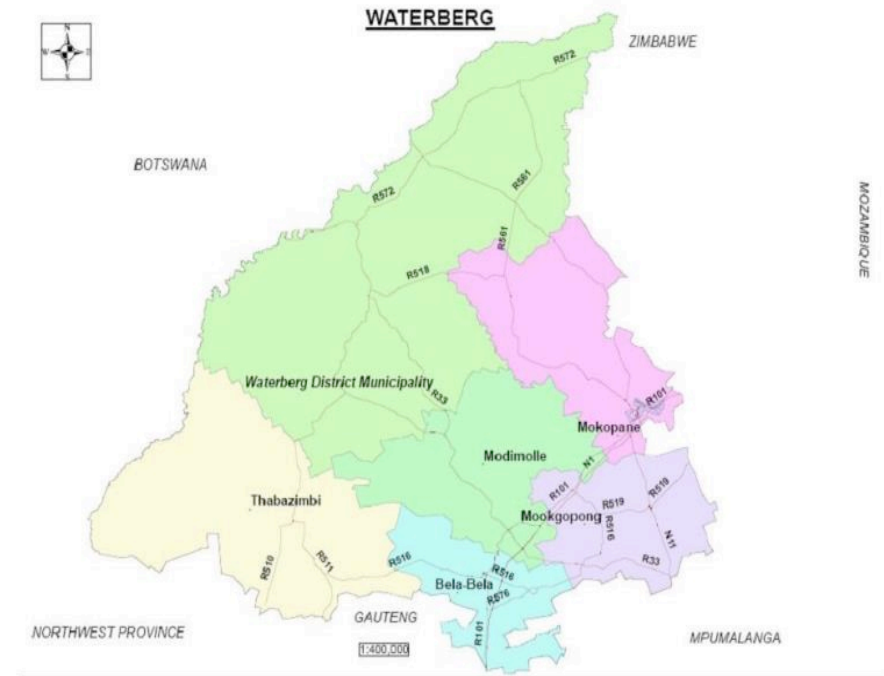 WATERBERG
N
W
E
S
ZIMBABWE
R572
BOTSWANA
R572
R561
MOZAMBIQUE
R561
R518
Waterberg District Municipality
R33
R101
Mokopane
Modimolle
N1
Thabazimbi
R101
R519
R519
Mookgopong
R516
N11
R510
R511
R516
R516
R33
Bela-Bela
R576
R101
GAUTENG
NORTHWEST PROVINCE
1:400,000
MPUMALANGA